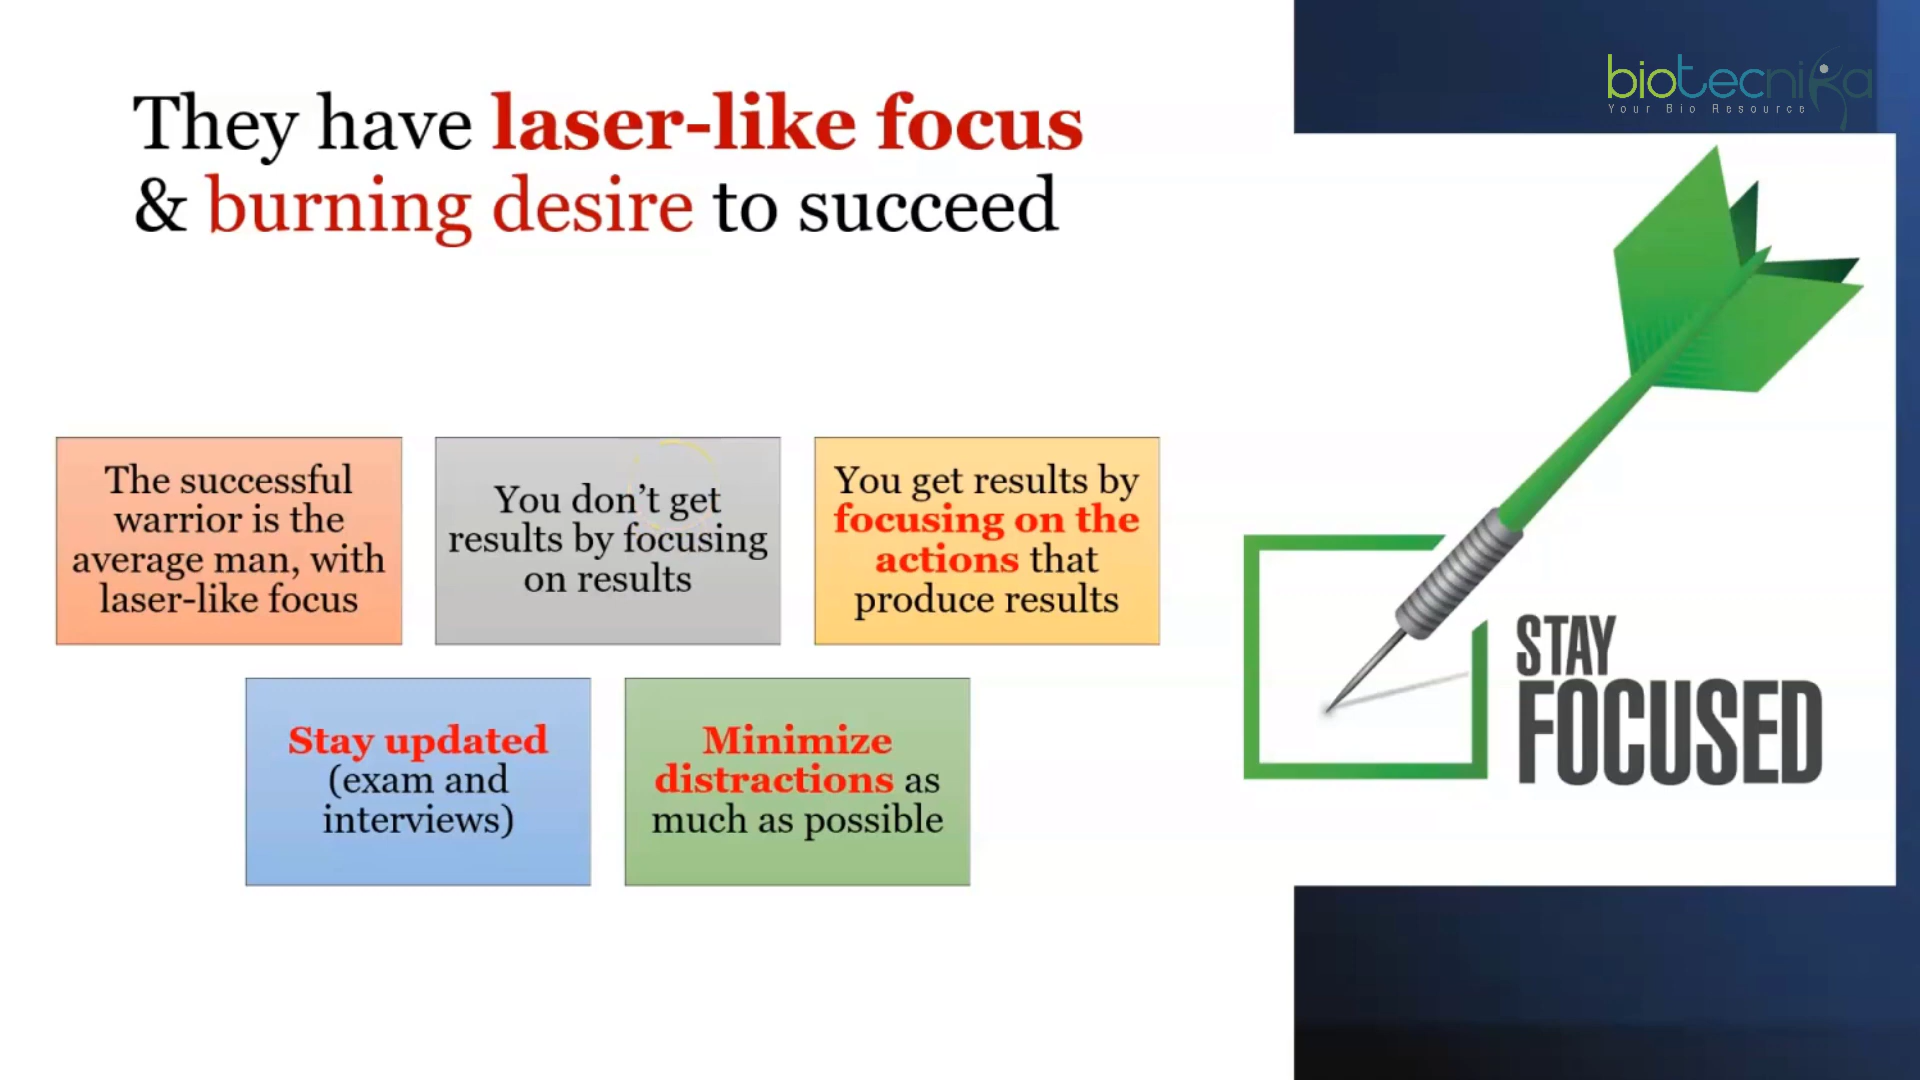 They have laser-like focus
& burning desire to succeed
biotecnika
Your Bio Resource
The successful
warrior is the
average man, with
laser-like focus
You don’t get
results by focusing
on results
You get results by
focusing on the
actions that
produce results
Stay updated
(exam and
interviews)
Minimize
distractions as
much as possible
STAY
FOCUSED